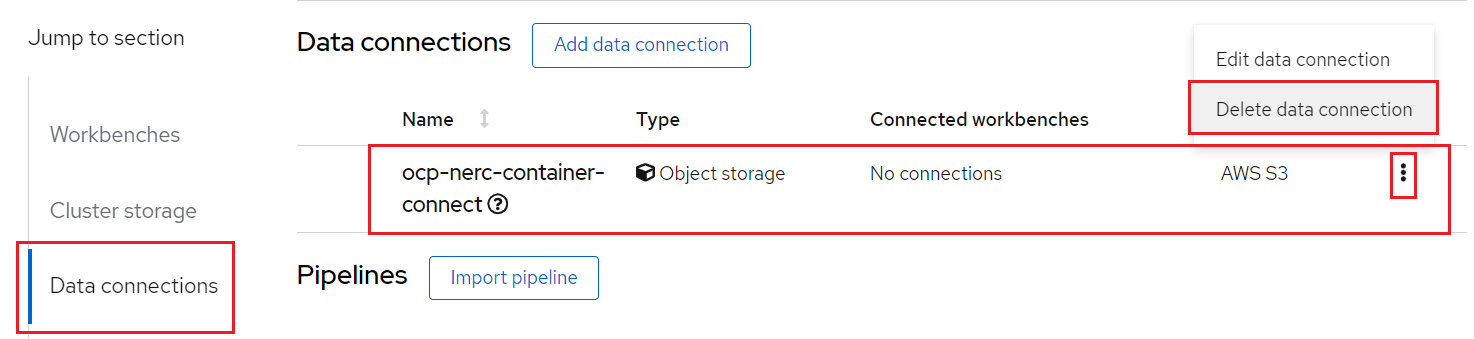 Jump to section
Workbenches
Cluster storage
Data connections
Data connections
Add data connection
Edit data connection
Delete data connection
Name
Type
Connected workbenches
ocp-nerc-container-
connect
Object storage
No connections
AWS S3
Pipelines
Import pipeline